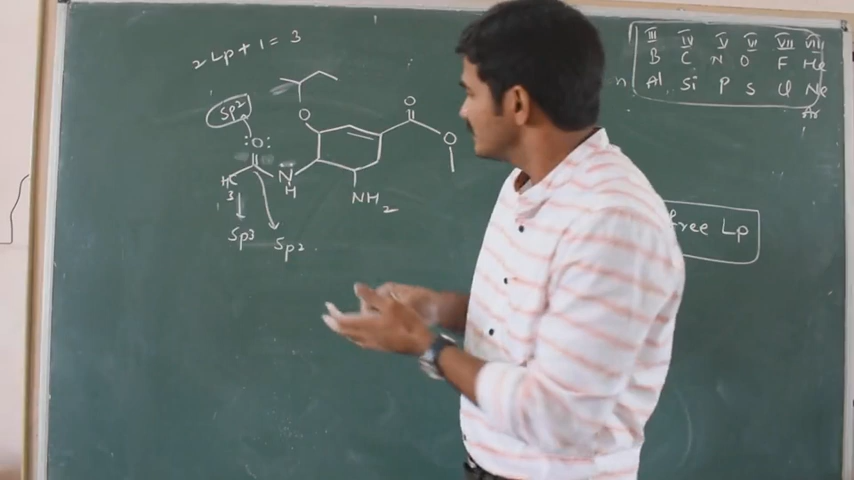 2Lp+1=3
III IV V VI VII VIII
B C N O F He
Al Si P S Cl Ne
Ar
n
Sp2
O
O
O
:O:
H3C
N
H
NH2
Sp3
Sp2
free Lp